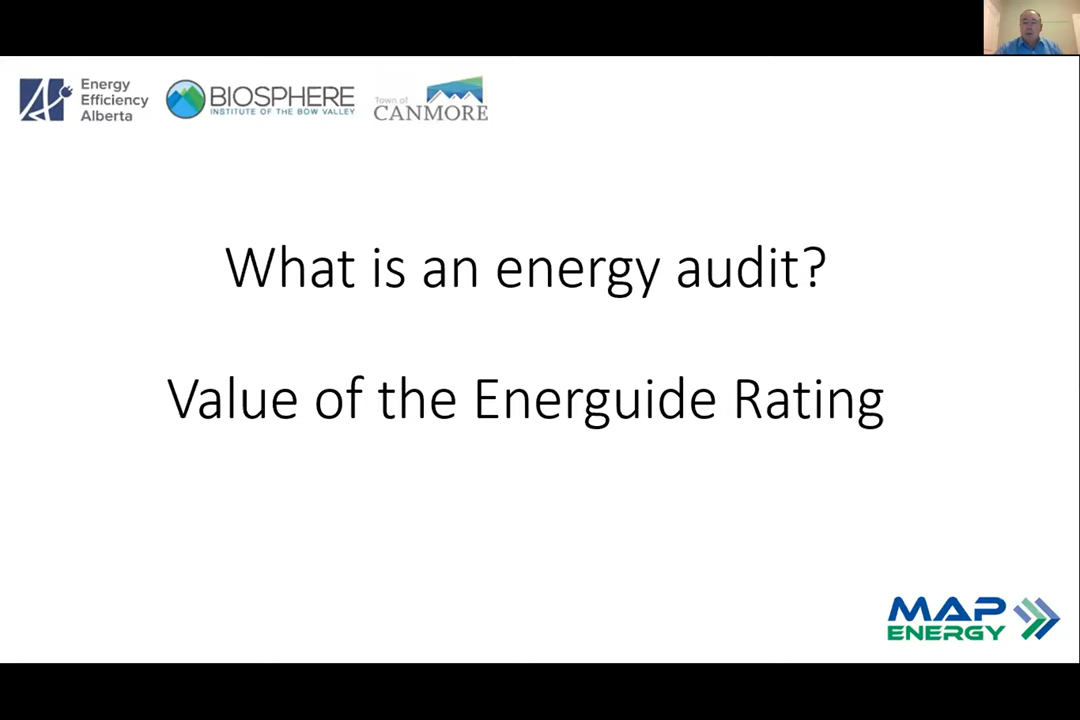 Energy
Efficiency
Alberta
BIOSPHERE
INSTITUTE OF THE BOW VALLEY
Town of
CANMORE
What is an energy audit?
Value of the Energuide Rating
MAP
ENERGY